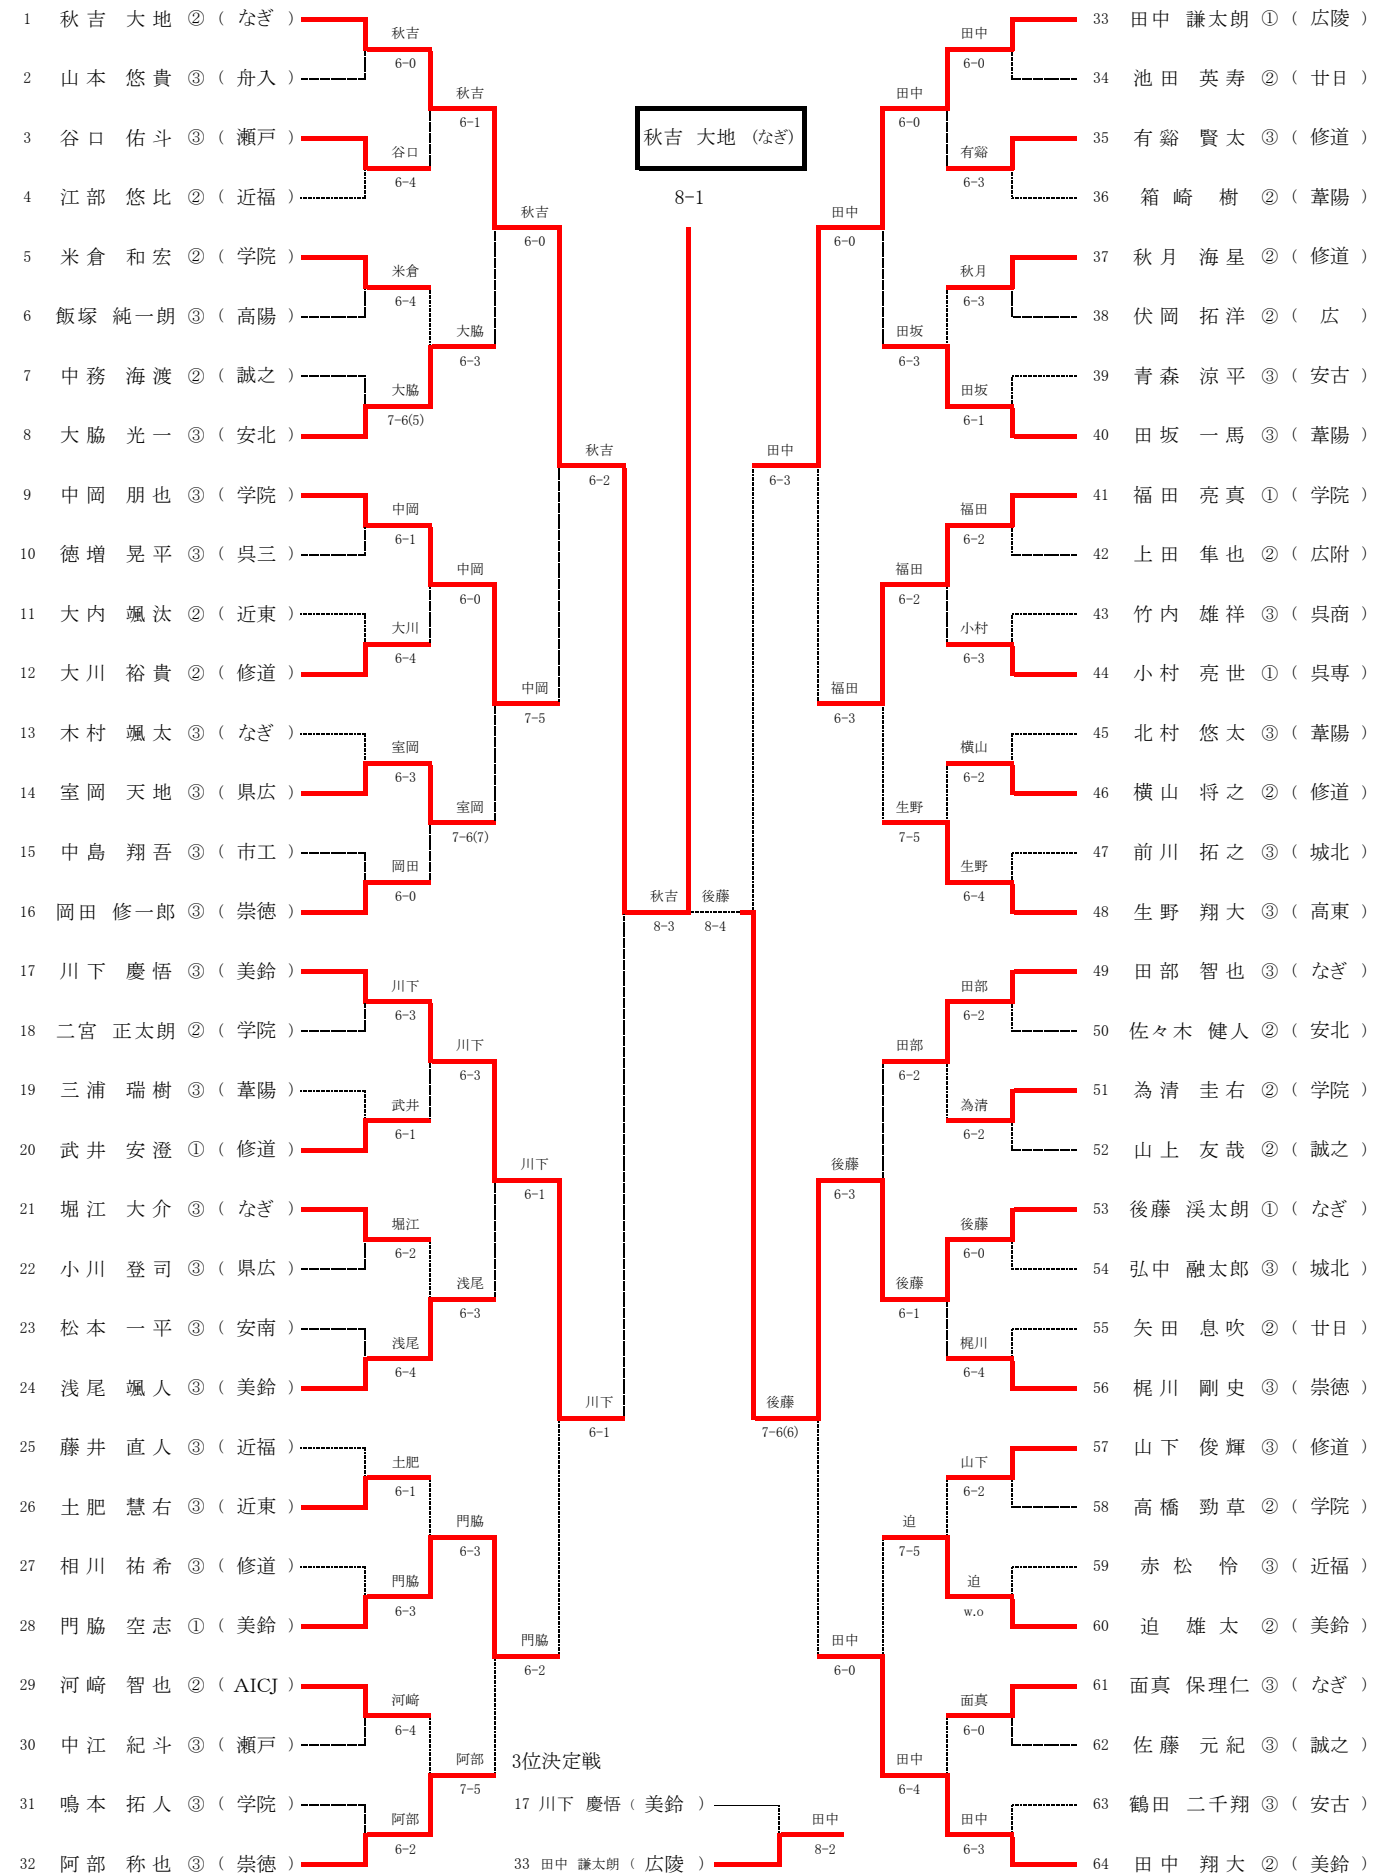 1 秋吉 大地 ② ( なぎ )
秋吉
6-0
2 山本 悠貴 ③ ( 舟入 )
秋吉
6-1
3 谷口 佑斗 ③ ( 瀬戸 )
谷口
6-4
4 江部 悠比 ② ( 近福 )
秋吉
6-0
5 米倉 和宏 ② ( 学院 )
米倉
6-4
6 飯塚 純一朗 ③ ( 高陽 )
大脇
6-3
7 中務 海渡 ② ( 誠之 )
大脇
7-6(5)
8 大脇 光一 ③ ( 安北 )
秋吉
6-2
9 中岡 朋也 ③ ( 学院 )
中岡
6-1
10 徳増 晃平 ③ ( 呉三 )
中岡
6-0
11 大内 颯汰 ② ( 近東 )
大川
6-4
12 大川 裕貴 ② ( 修道 )
中岡
7-5
13 木村 颯太 ③ ( なぎ )
室岡
6-3
14 室岡 天地 ③ ( 県広 )
室岡
7-6(7)
15 中島 翔吾 ③ ( 市工 )
岡田
6-0
16 岡田 修一郎 ③ ( 崇徳 )
秋吉
8-3
17 川下 慶悟 ③ ( 美鈴 )
川下
6-3
18 二宮 正太朗 ② ( 学院 )
川下
6-3
19 三浦 瑞樹 ③ ( 葦陽 )
武井
6-1
20 武井 安澄 ① ( 修道 )
川下
6-1
21 堀江 大介 ③ ( なぎ )
堀江
6-2
22 小川 登司 ③ ( 県広 )
浅尾
6-3
23 松本 一平 ③ ( 安南 )
浅尾
6-4
24 浅尾 颯人 ③ ( 美鈴 )
川下
6-1
25 藤井 直人 ③ ( 近福 )
土肥
6-1
26 土肥 慧右 ③ ( 近東 )
門脇
6-3
27 相川 祐希 ③ ( 修道 )
門脇
6-3
28 門脇 空志 ① ( 美鈴 )
門脇
6-2
29 河﨑 智也 ② ( AICJ )
河﨑
6-4
30 中江 紀斗 ③ ( 瀬戸 )
阿部
7-5
31 鳴本 拓人 ③ ( 学院 )
阿部
6-2
32 阿部 称也 ③ ( 崇徳 )
秋吉 大地 (なぎ)
8-1
33 田中 謙太朗 ① ( 広陵 )
田中
6-0
34 池田 英寿 ② ( 廿日 )
田中
6-0
35 有谿 賢太 ③ ( 修道 )
有谿
6-3
36 箱崎 樹 ② ( 葦陽 )
田中
6-0
37 秋月 海星 ② ( 修道 )
秋月
6-3
38 伏岡 拓洋 ② ( 広 )
田坂
6-3
39 青森 涼平 ③ ( 安古 )
田坂
6-1
40 田坂 一馬 ③ ( 葦陽 )
田中
6-3
41 福田 亮真 ① ( 学院 )
福田
6-2
42 上田 隼也 ② ( 広附 )
福田
6-2
43 竹内 雄祥 ③ ( 呉商 )
小村
6-3
44 小村 亮世 ① ( 呉専 )
福田
6-3
45 北村 悠太 ③ ( 葦陽 )
横山
6-2
46 横山 将之 ② ( 修道 )
生野
7-5
47 前川 拓之 ③ ( 城北 )
生野
6-4
48 生野 翔大 ③ ( 高東 )
後藤
8-4
49 田部 智也 ③ ( なぎ )
田部
6-2
50 佐々木 健人 ② ( 安北 )
田部
6-2
51 為清 圭右 ② ( 学院 )
為清
6-2
52 山上 友哉 ② ( 誠之 )
後藤
6-3
53 後藤 渓太朗 ① ( なぎ )
後藤
6-0
54 弘中 融太郎 ③ ( 城北 )
後藤
6-1
55 矢田 息吹 ② ( 廿日 )
梶川
6-4
56 梶川 剛史 ③ ( 崇徳 )
後藤
7-6(6)
57 山下 俊輝 ③ ( 修道 )
山下
6-2
58 高橋 勁草 ② ( 学院 )
迫
7-5
59 赤松 怜 ③ ( 近福 )
迫
w.o
60 迫 雄太 ② ( 美鈴 )
田中
6-0
61 面真 保理仁 ③ ( なぎ )
面真
6-0
62 佐藤 元紀 ③ ( 誠之 )
田中
6-4
63 鶴田 二千翔 ③ ( 安古 )
田中
6-3
64 田中 翔大 ② ( 美鈴 )
3位決定戦
17 川下 慶悟 ( 美鈴 )
田中
8-2
33 田中 謙太朗 ( 広陵 )